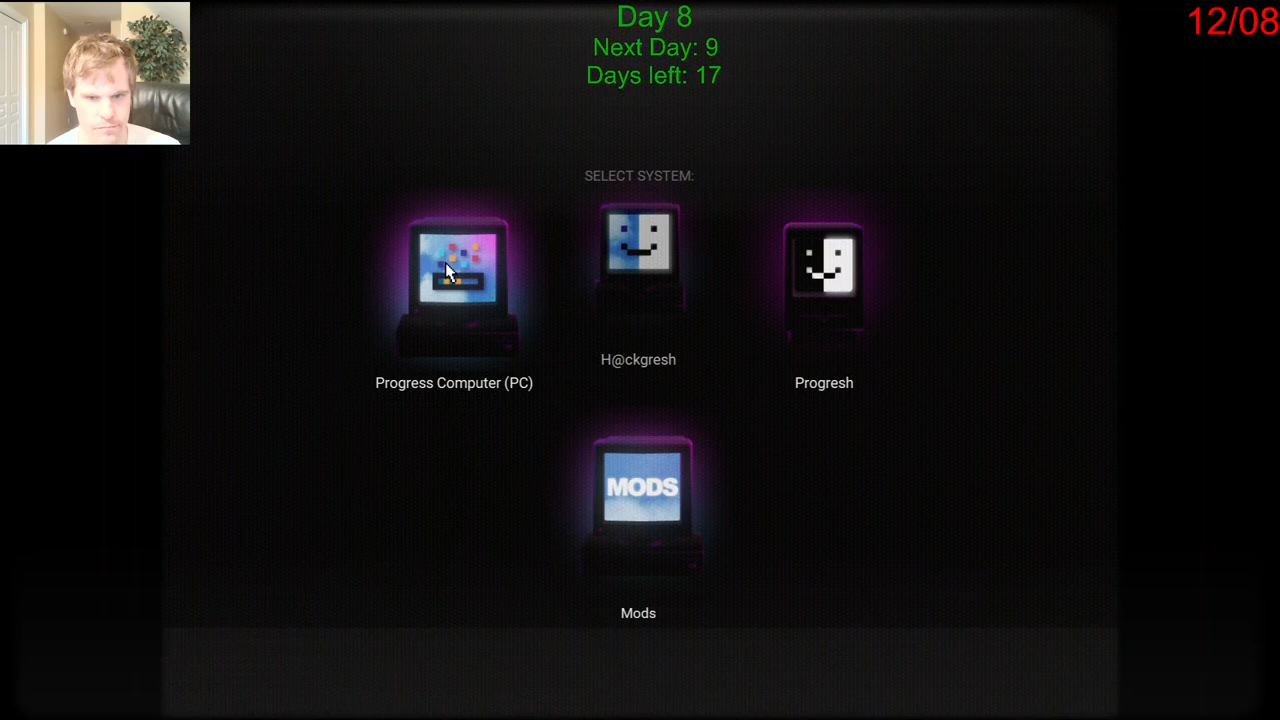 Day 8
Next Day: 9
Days left: 17
12/08
SELECT SYSTEM:
H@ckgresh
Progress Computer (PC)
Progresh
MODS
Mods